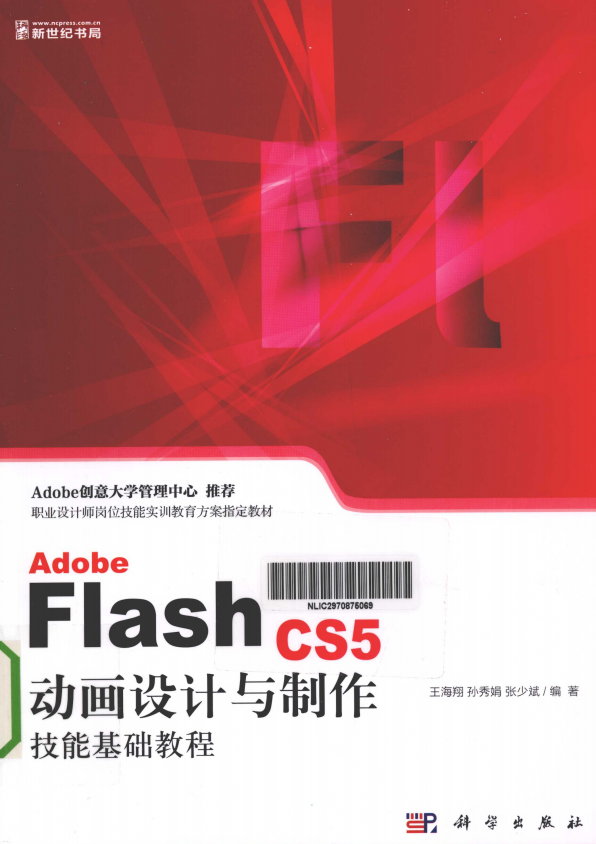 www.ncpress.com.cn
新世纪书局
Fl
Adobe创意大学管理中心 推荐
职业设计师岗位技能实训教育方案指定教材
Adobe
Flash CS5
NLIC2970875069
动画设计与制作
技能基础教程
王海翔 孙秀娟 张少斌/编 著
SP
科学出版社